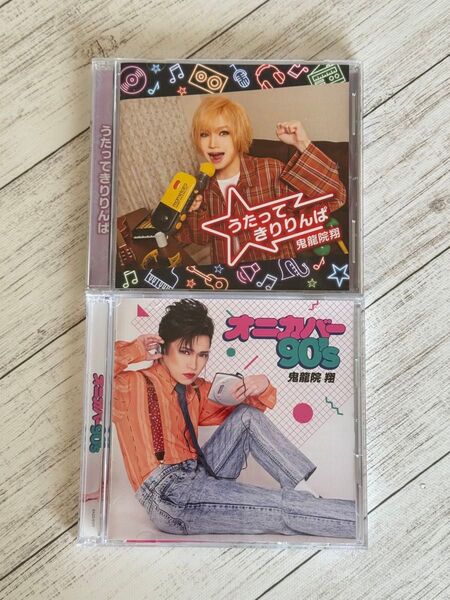 うたってきりりんぱ
うたって
きりりんぱ
鬼龍院翔
オニカバー90's
オニカバー
90's
鬼龍院 翔